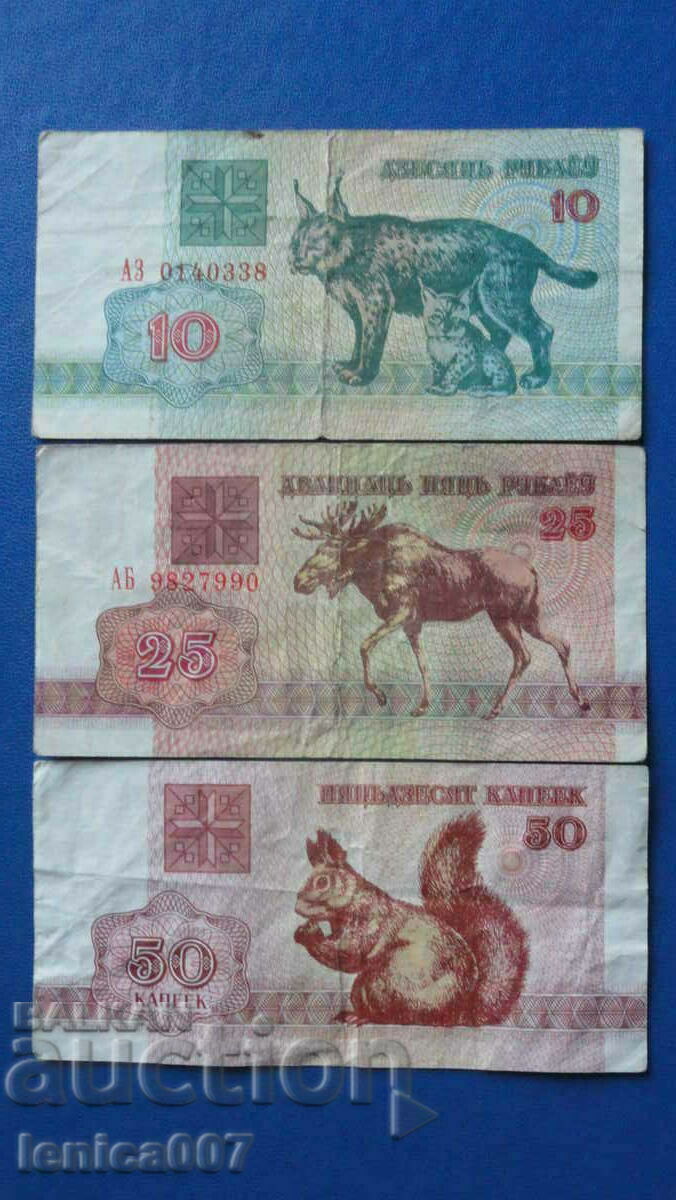 ДЗЕСЯЦЬ РУБЛЁЎ
10
АЗ 0140338
10
ДВАЦЦАЦЬ ПЯЦЬ РУБЛЁЎ
25
АБ 9827990
25
ПЯЦЬДЗЕСЯТ КАПЕЕК
50
50
КАПЕЕК
BALKAN
auction
lenica007